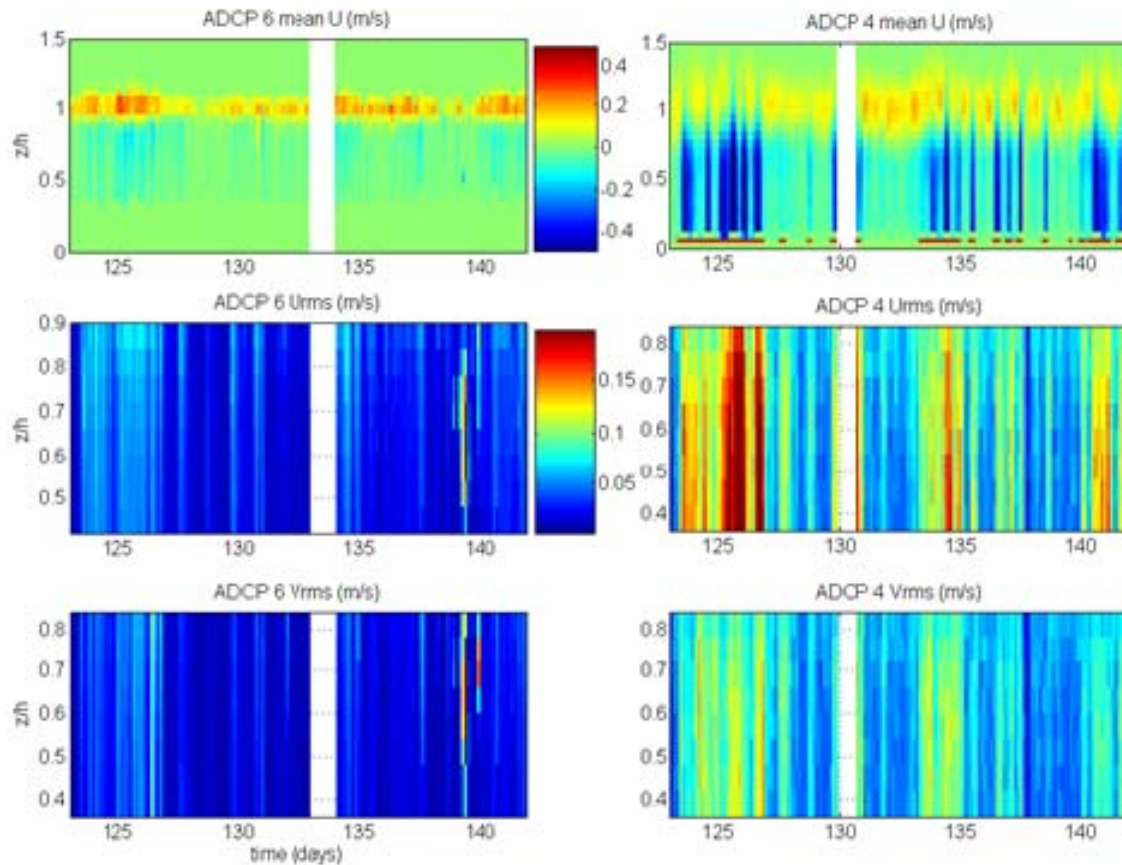 ADCP 6 mean U (m/s)
1.5
1
0.5
0
z/h
125 130 135 140
0.4
0.2
0
-0.2
-0.4
ADCP 4 mean U (m/s)
1.5
1
0.5
0
125 130 135 140
ADCP 6 Urms (m/s)
0.9
0.8
0.7
0.6
0.5
z/h
125 130 135 140
0.15
0.1
0.05
ADCP 4 Urms (m/s)
0.8
0.7
0.6
0.5
0.4
125 130 135 140
ADCP 6 Vrms (m/s)
0.8
0.7
0.6
0.5
0.4
z/h
125 130 135 140
time (days)
ADCP 4 Vrms (m/s)
0.8
0.7
0.6
0.5
0.4
125 130 135 140